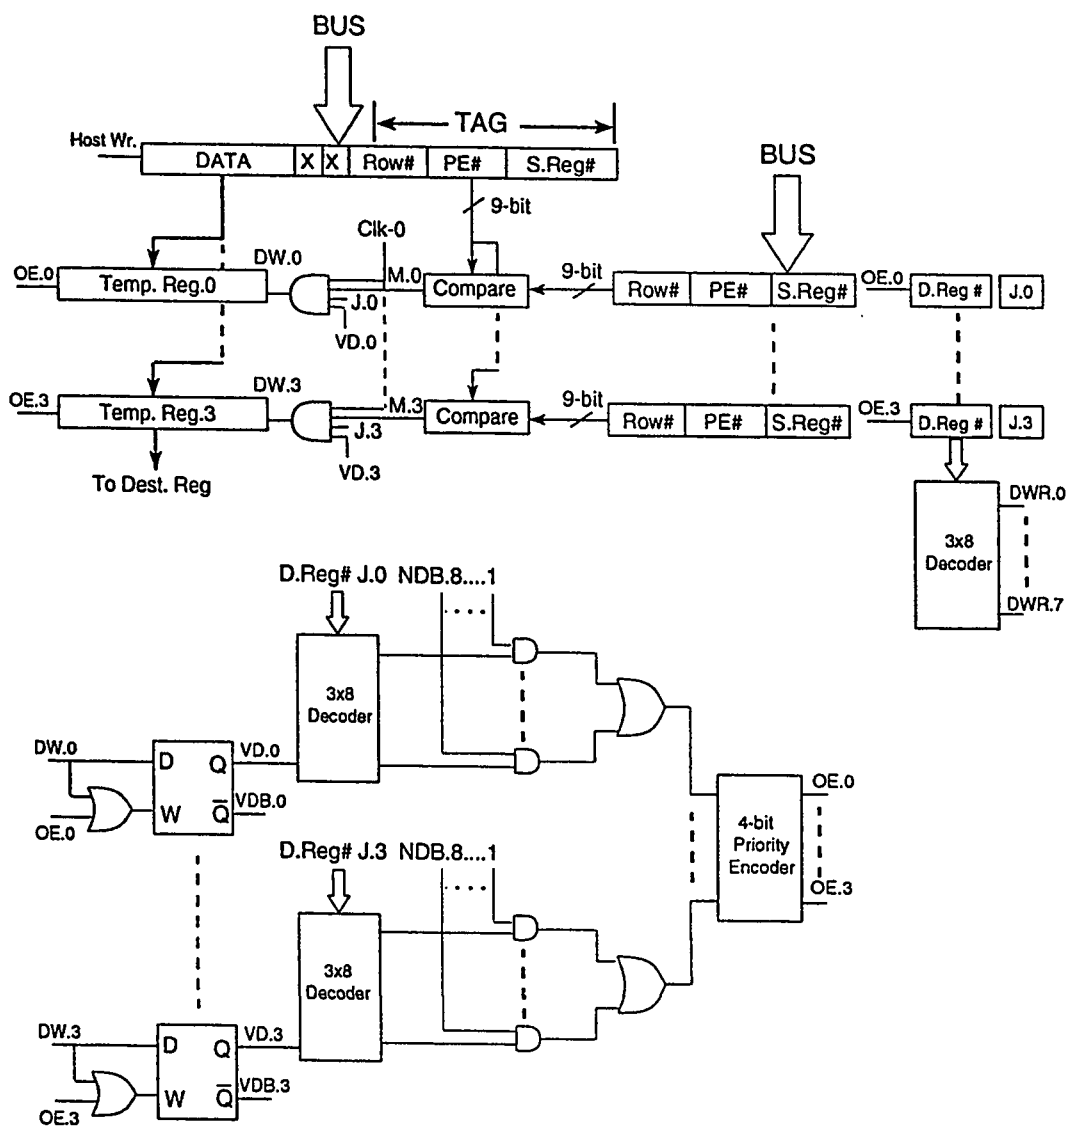 BUS
TAG
Host Wr.
DATA X X Row# PE# S.Reg#
BUS
9-bit
Clk-0
OE.0 Temp. Reg.0 DW.0 M.0 Compare 9-bit Row# PE# S.Reg# OE.0 D.Reg # J.0
J.0
VD.0
OE.3 Temp. Reg.3 DW.3 M.3 Compare 9-bit Row# PE# S.Reg# OE.3 D.Reg # J.3
J.3
VD.3
To Dest. Reg
3x8
Decoder
DWR.0
DWR.7
D.Reg# J.0 NDB.8....1
3x8
Decoder
DW.0
D Q
VD.0
W Q
VDB.0
OE.0
4-bit
Priority
Encoder
OE.0
OE.3
D.Reg# J.3 NDB.8....1
3x8
Decoder
DW.3
D Q
VD.3
W Q
VDB.3
OE.3